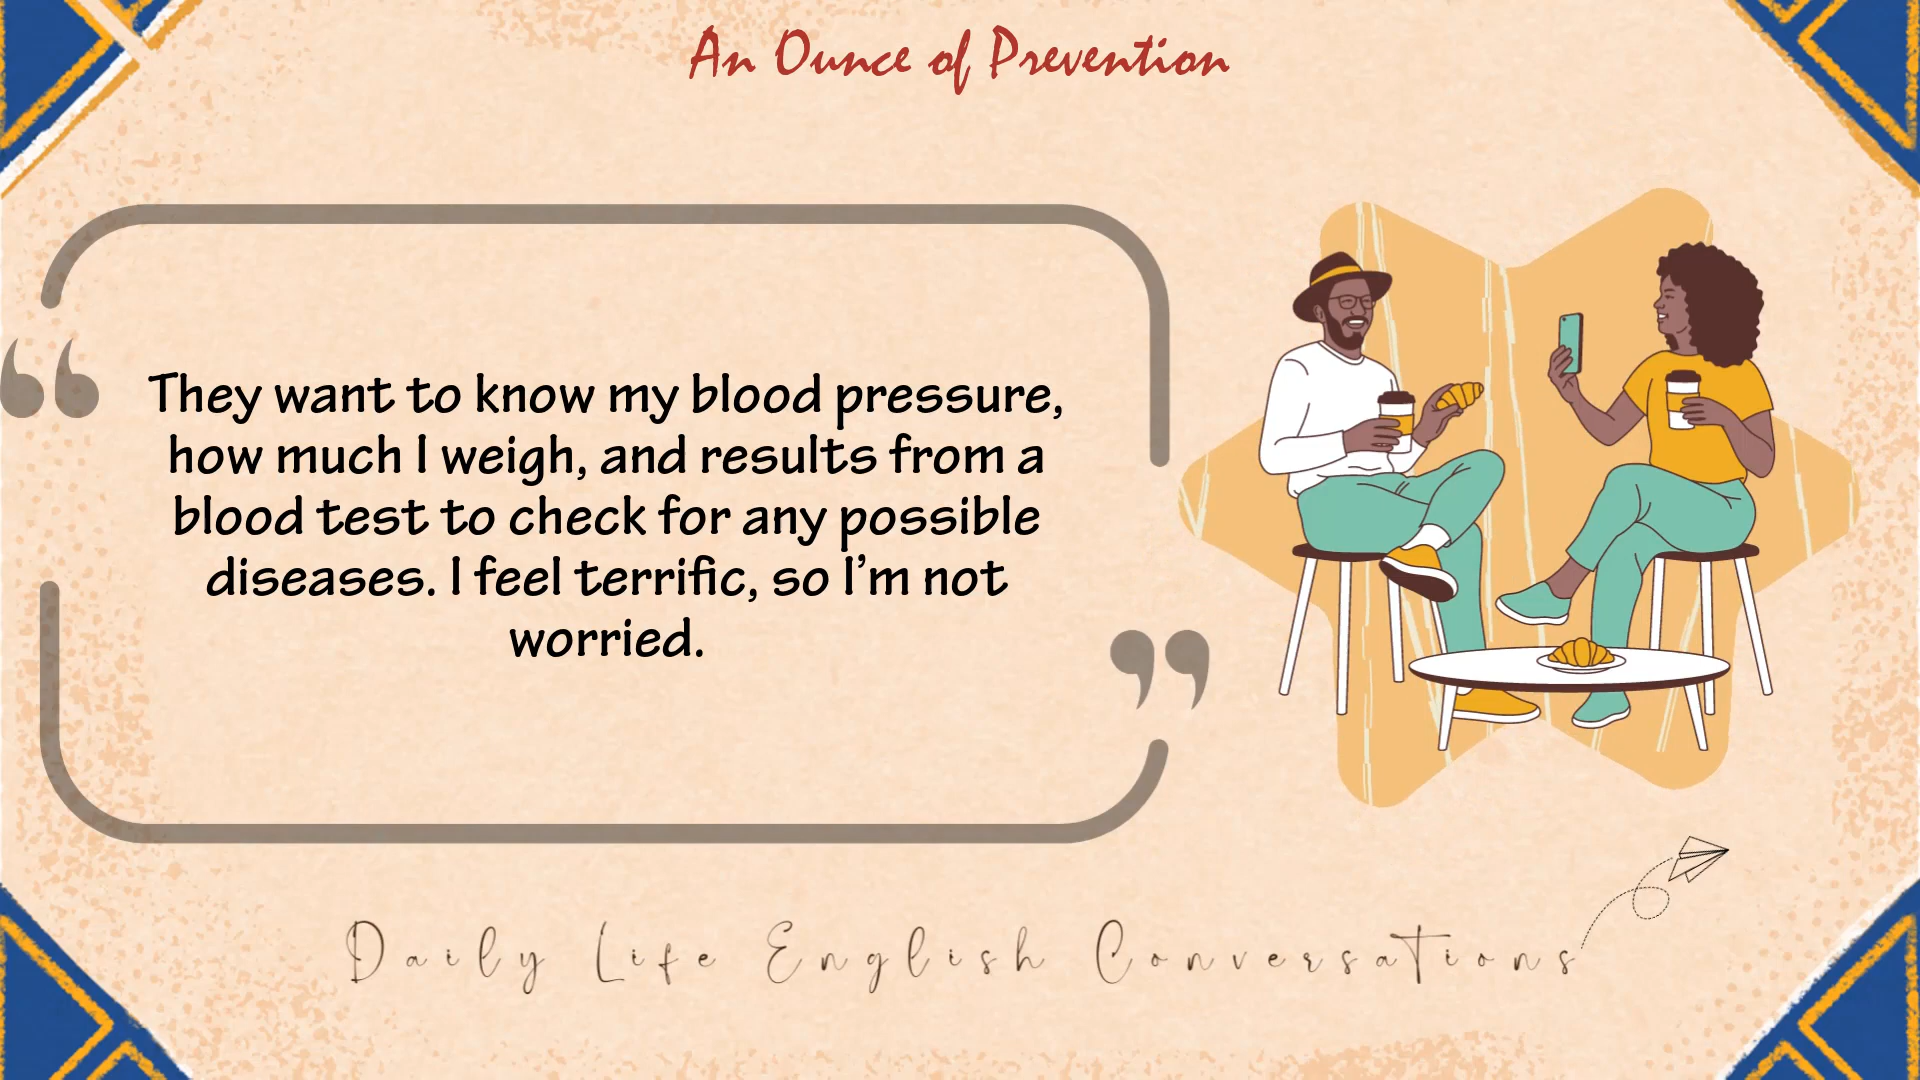 An Ounce of Prevention
They want to know my blood pressure,
how much I weigh, and results from a
blood test to check for any possible
diseases. I feel terrific, so I’m not
worried.
Daily Life English Conversations